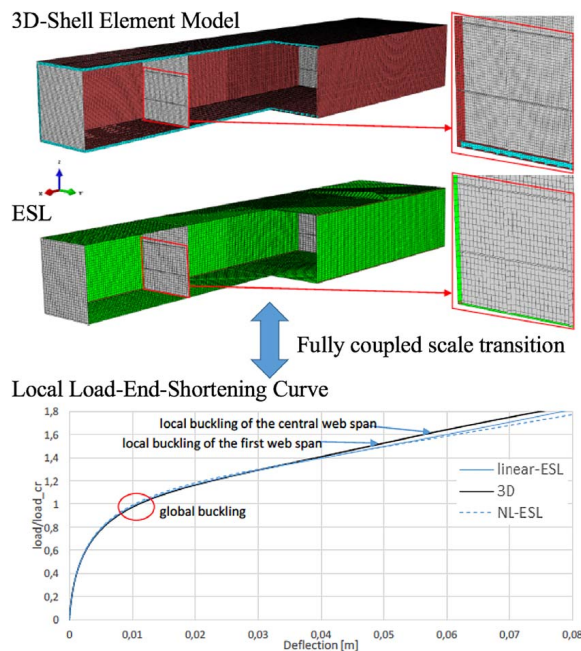 3D-Shell Element Model
Z
X
Y
ESL
Fully coupled scale transition
Local Load-End-Shortening Curve
1,8
local buckling of the central web span
1,6
local buckling of the first web span
1,4
linear-ESL
1,2
3D
NL-ESL
1
global buckling
0,8
0,6
0,4
0,2
0
load/load_cr
0 0,01 0,02 0,03 0,04 0,05 0,06 0,07 0,08
Deflection [m]